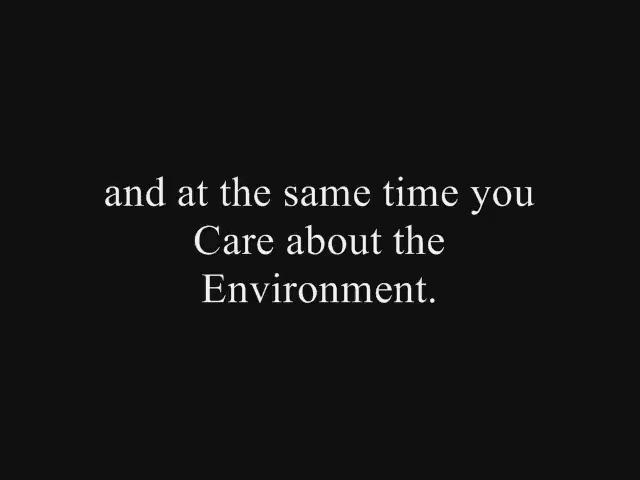 and at the same time you
Care about the
Environment.